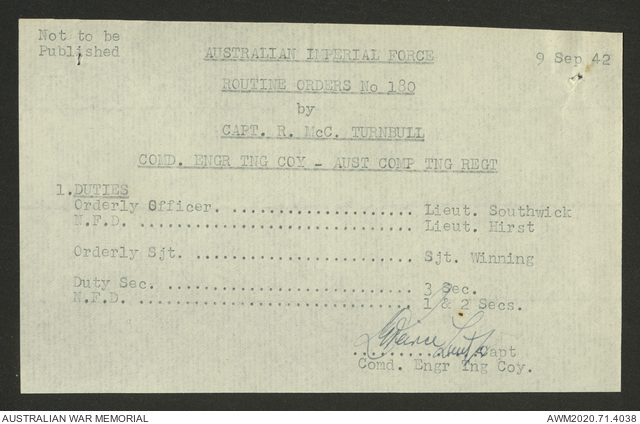 Not to be
Published
9 Sep 42
AUSTRALIAN IMPERIAL FORCE
ROUTINE ORDERS No 180
by
CAPT. R. McC. TURNBULL
COMD. ENGR TNG COY - AUST COMP TNG REGT
1. DUTIES
Orderly Officer. ........................ Lieut. Southwick
N.F.D. .................................. Lieut. Hirst
Orderly Sjt. ............................ Sjt. Winning
Duty Sec. ............................... 3 Sec.
N.F.D. .................................. 1 & 2 Secs.
Capt
Comd. Engr Tng Coy.
AUSTRALIAN WAR MEMORIAL
AWM2020.71.4038